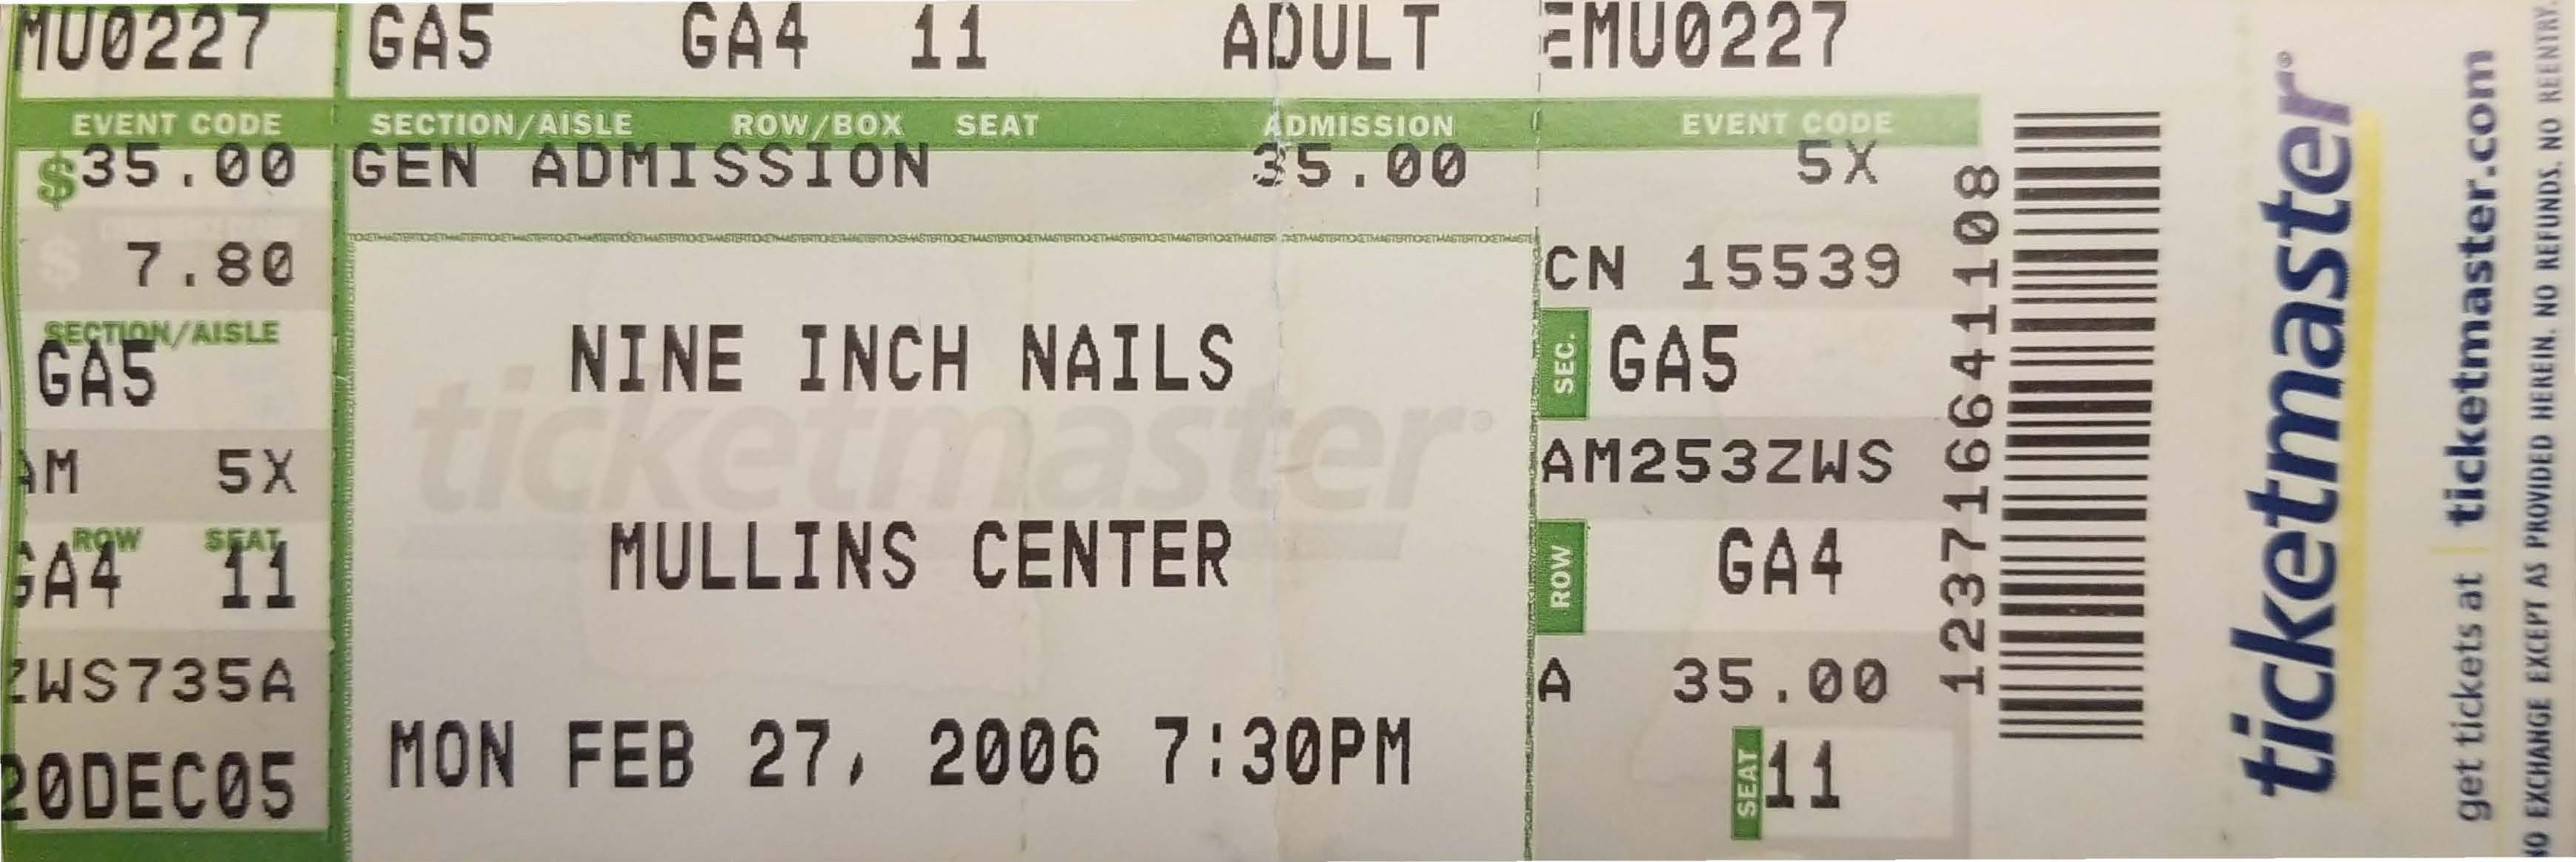 MU0227 GA5 GA4 11 ADULT EMU0227
EVENT CODE SECTION/AISLE ROW/BOX SEAT ADMISSION EVENT CODE
$35.00 GEN ADMISSION 35.00 5X
$ 7.80
SECTION/AISLE
GA5
AM 5X
ROW SEAT
GA4 11
ZWS735A
20DEC05
NINE INCH NAILS
ticketmaster®
MULLINS CENTER
MON FEB 27, 2006 7:30PM
CN 15539
SEC. GA5
AM253ZWS
ROW GA4
A 35.00
SEAT 11
123716641108
ticketmaster®
get tickets at | ticketmaster.com
NO EXCHANGE EXCEPT AS PROVIDED HEREIN. NO REFUNDS. NO REENTRY.